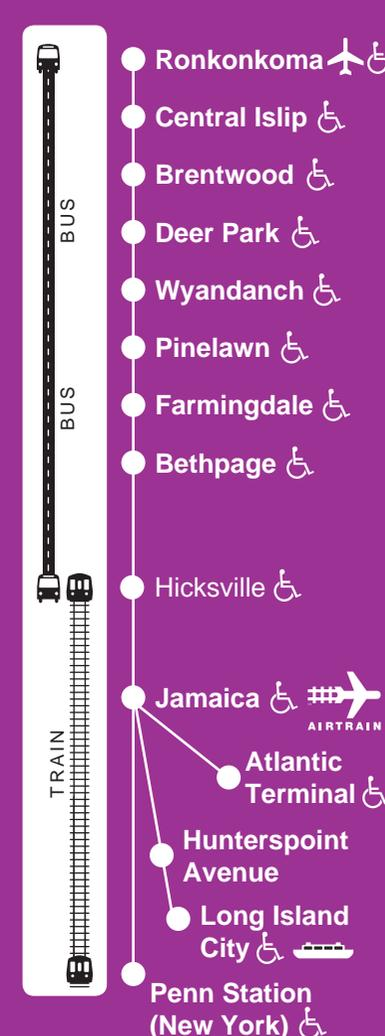 Ronkonkoma
Central Islip
BUS
Brentwood
Deer Park
Wyandanch
Pinelawn
BUS
Farmingdale
Bethpage
Hicksville
Jamaica
AIRTRAIN
TRAIN
Atlantic
Terminal
Hunterspoint
Avenue
Long Island
City
Penn Station
(New York)